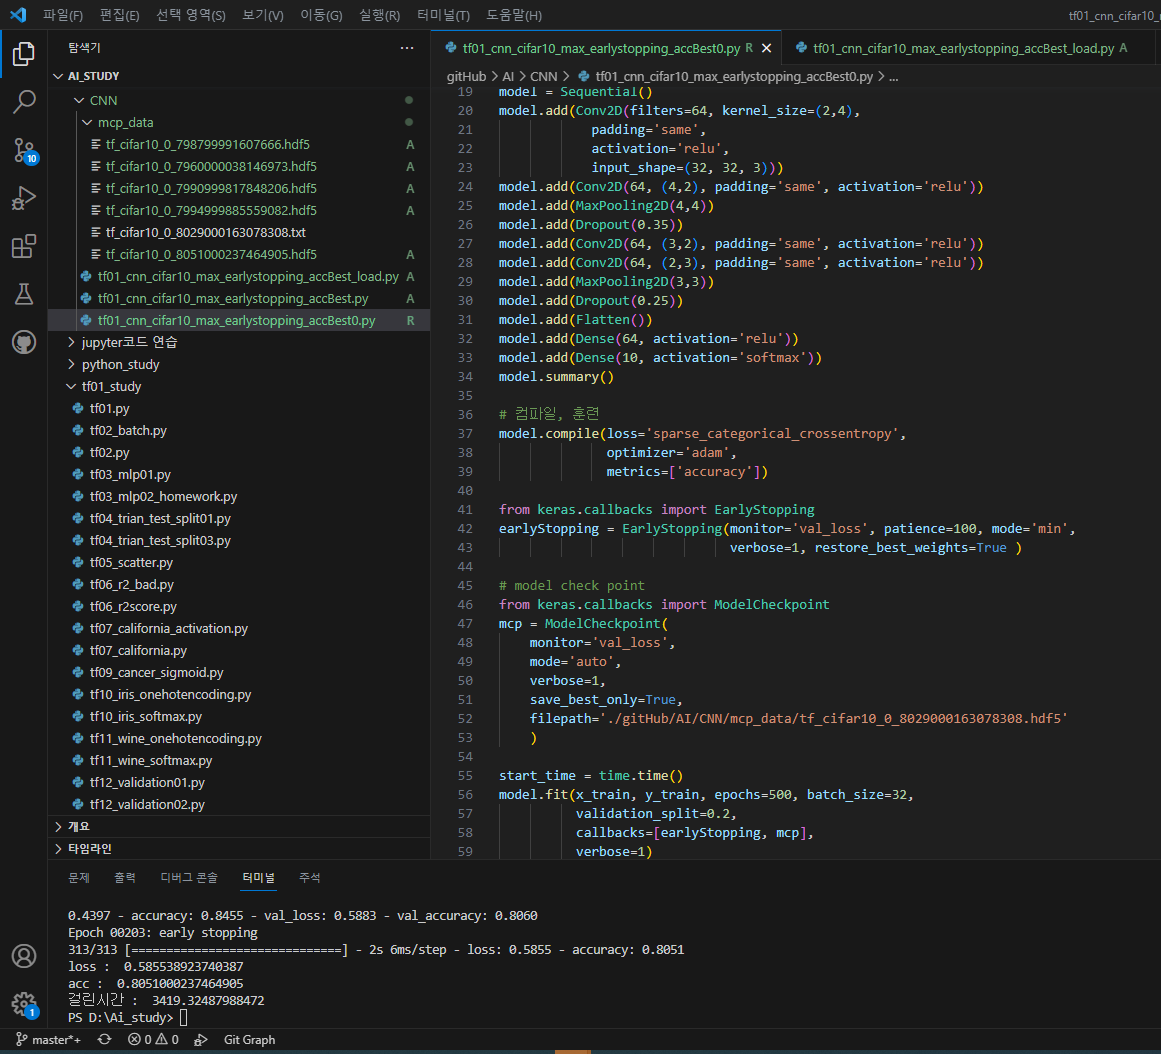 파일(F) 편집(E) 선택 영역(S) 보기(V) 이동(G) 실행(R) 터미널(T) 도움말(H) tf01_cnn_cifar10_
탐색기 ···
AI_STUDY
CNN
mcp_data
tf_cifar10_0_798799991607666.hdf5 A
tf_cifar10_0_7960000038146973.hdf5 A
tf_cifar10_0_7990999817848206.hdf5 A
tf_cifar10_0_7994999885559082.hdf5 A
tf_cifar10_0_8029000163078308.txt
tf_cifar10_0_8051000237464905.hdf5 A
tf01_cnn_cifar10_max_earlystopping_accBest_load.py A
tf01_cnn_cifar10_max_earlystopping_accBest.py A
tf01_cnn_cifar10_max_earlystopping_accBest0.py R
jupyter코드 연습
python_study
tf01_study
tf01.py
tf02_batch.py
tf02.py
tf03_mlp01.py
tf03_mlp02_homework.py
tf04_trian_test_split01.py
tf04_trian_test_split03.py
tf05_scatter.py
tf06_r2_bad.py
tf06_r2score.py
tf07_california_activation.py
tf07_california.py
tf09_cancer_sigmoid.py
tf10_iris_onehotencoding.py
tf10_iris_softmax.py
tf11_wine_onehotencoding.py
tf11_wine_softmax.py
tf12_validation01.py
tf12_validation02.py
개요
타임라인
10
1
tf01_cnn_cifar10_max_earlystopping_accBest0.py R tf01_cnn_cifar10_max_earlystopping_accBest_load.py A
gitHub > AI > CNN > tf01_cnn_cifar10_max_earlystopping_accBest0.py > ...
19 model = Sequential()
20 model.add(Conv2D(filters=64, kernel_size=(2,4),
21 padding='same',
22 activation='relu',
23 input_shape=(32, 32, 3)))
24 model.add(Conv2D(64, (4,2), padding='same', activation='relu'))
25 model.add(MaxPooling2D(4,4))
26 model.add(Dropout(0.35))
27 model.add(Conv2D(64, (3,2), padding='same', activation='relu'))
28 model.add(Conv2D(64, (2,3), padding='same', activation='relu'))
29 model.add(MaxPooling2D(3,3))
30 model.add(Dropout(0.25))
31 model.add(Flatten())
32 model.add(Dense(64, activation='relu'))
33 model.add(Dense(10, activation='softmax'))
34 model.summary()
35
36 # 컴파일, 훈련
37 model.compile(loss='sparse_categorical_crossentropy',
38 optimizer='adam',
39 metrics=['accuracy'])
40
41 from keras.callbacks import EarlyStopping
42 earlyStopping = EarlyStopping(monitor='val_loss', patience=100, mode='min',
43 verbose=1, restore_best_weights=True )
44
45 # model check point
46 from keras.callbacks import ModelCheckpoint
47 mcp = ModelCheckpoint(
48 monitor='val_loss',
49 mode='auto',
50 verbose=1,
51 save_best_only=True,
52 filepath='./gitHub/AI/CNN/mcp_data/tf_cifar10_0_8029000163078308.hdf5'
53 )
54
55 start_time = time.time()
56 model.fit(x_train, y_train, epochs=500, batch_size=32,
57 validation_split=0.2,
58 callbacks=[earlyStopping, mcp],
59 verbose=1)
문제 출력 디버그 콘솔 터미널 주석
0.4397 - accuracy: 0.8455 - val_loss: 0.5883 - val_accuracy: 0.8060
Epoch 00203: early stopping
313/313 [==============================] - 2s 6ms/step - loss: 0.5855 - accuracy: 0.8051
loss :  0.585538923740387
acc :  0.8051000237464905
걸린시간 :  3419.32487988472
PS D:\Ai_study>
master*+ 0 0 Git Graph